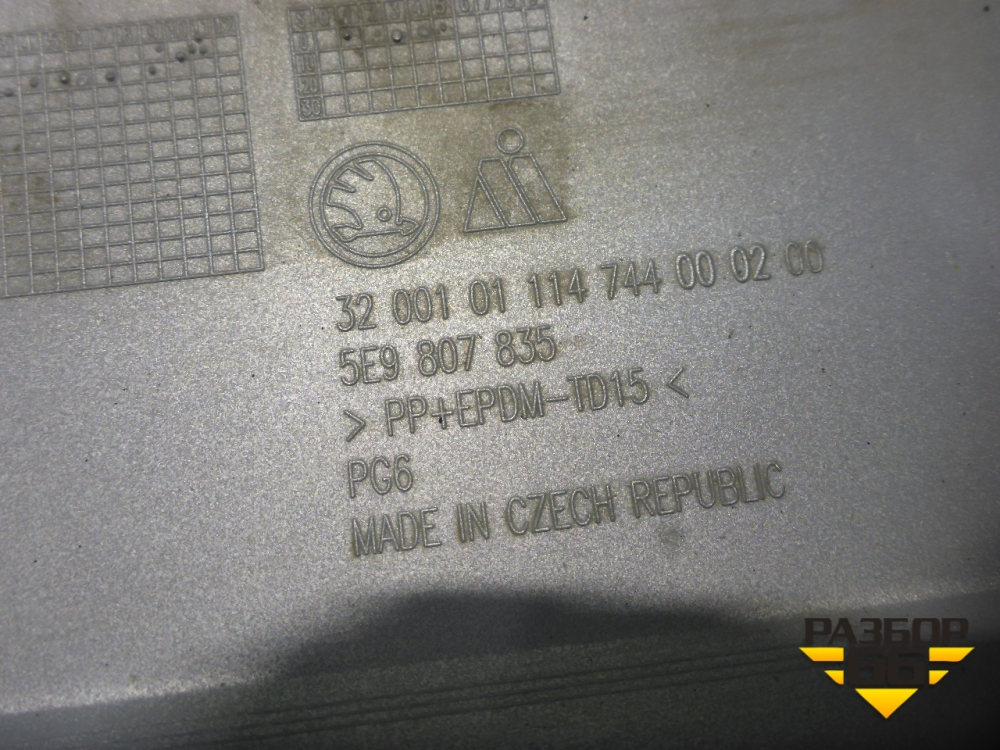 32 001 01 114 744 00 02 00
5E9 807 835
> PP+EPDM-TD15 <
PG6
MADE IN CZECH REPUBLIC
РАЗБОР
66